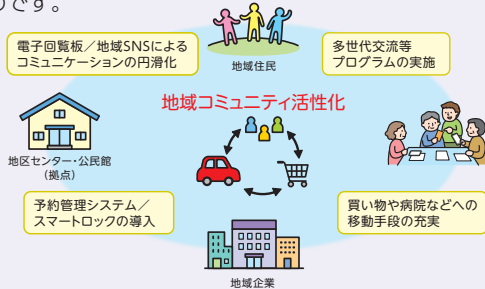 のです。
電子回覧板／地域SNSによる
コミュニケーションの円滑化
地域住民
多世代交流等
プログラムの実施
地域コミュニティ活性化
地区センター・公民館
（拠点）
予約管理システム／
スマートロックの導入
買い物や病院などへの
移動手段の充実
地域企業